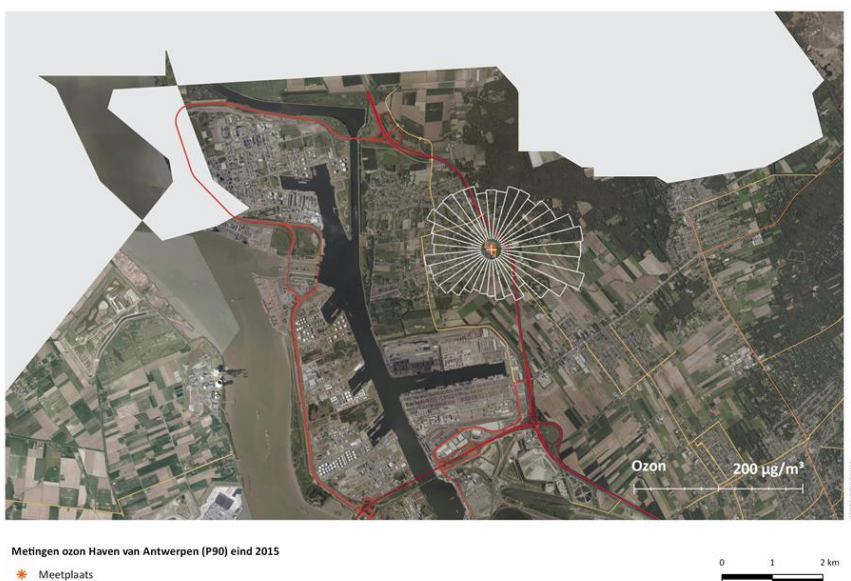 Ozon
200 µg/m³
Metingen ozon Haven van Antwerpen (P90) eind 2015
Meetplaats
0 1 2 km